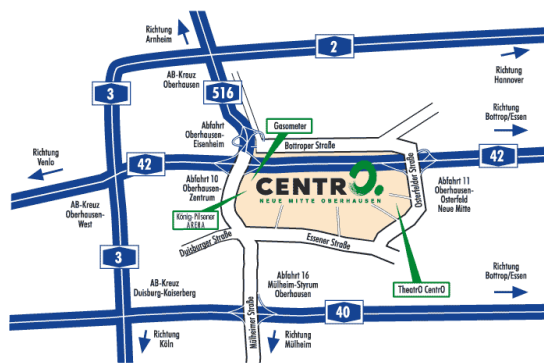 Richtung
Arnheim
2
AB-Kreuz
Oberhausen
3
516
Richtung
Hannover
Gasometer
Abfahrt
Oberhausen-
Eisenheim
Bottroper Straße
Richtung
Bottrop/Essen
Richtung
Venlo
42
42
Abfahrt 10
Oberhausen-
Zentrum
CENTRO.
NEUE MITTE OBERHAUSEN
Osterfelder Straße
Abfahrt 11
Oberhausen-
Osterfeld
Neue Mitte
AB-Kreuz
Oberhausen-
West
König-Pilsener
ARENA
Duisburger Straße
Essener Straße
3
AB-Kreuz
Duisburg-Kaiserberg
Abfahrt 16
Mülheim-Styrum
Oberhausen
TheatrO CentrO
Richtung
Bottrop/Essen
40
Richtung
Köln
Mülheimer Straße
Richtung
Mülheim